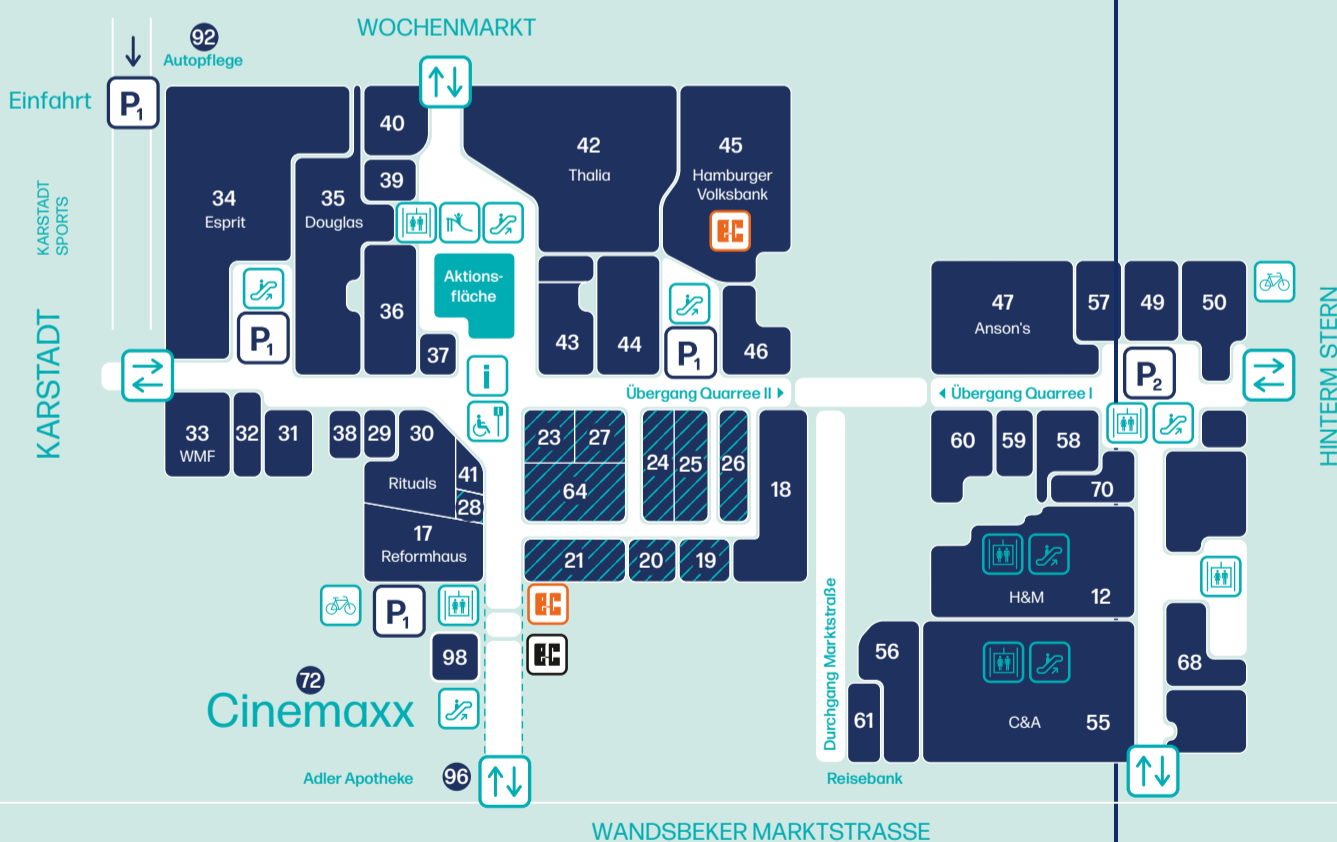 WOCHENMARKT
92
Autopflege
Einfahrt
P1
KARSTADT
SPORTS
KARSTADT
34
Esprit
35
Douglas
40
39
36
37
Aktions-
fläche
42
Thalia
45
Hamburger
Volksbank
ec
43
44
46
P1
P1
i
i
Übergang Quarree II
Übergang Quarree I
47
Anson's
57
49
50
P2
HINTERM STERN
33
WMF
32
31
38
29
30
Rituals
41
28
17
Reformhaus
23
27
64
24
25
26
18
21
20
19
60
59
58
70
H&M
12
C&A
55
56
61
68
Durchgang Marktstraße
P1
ec
ec
98
72
Cinemaxx
Adler Apotheke
96
Reisebank
WANDSBEKER MARKTSTRASSE